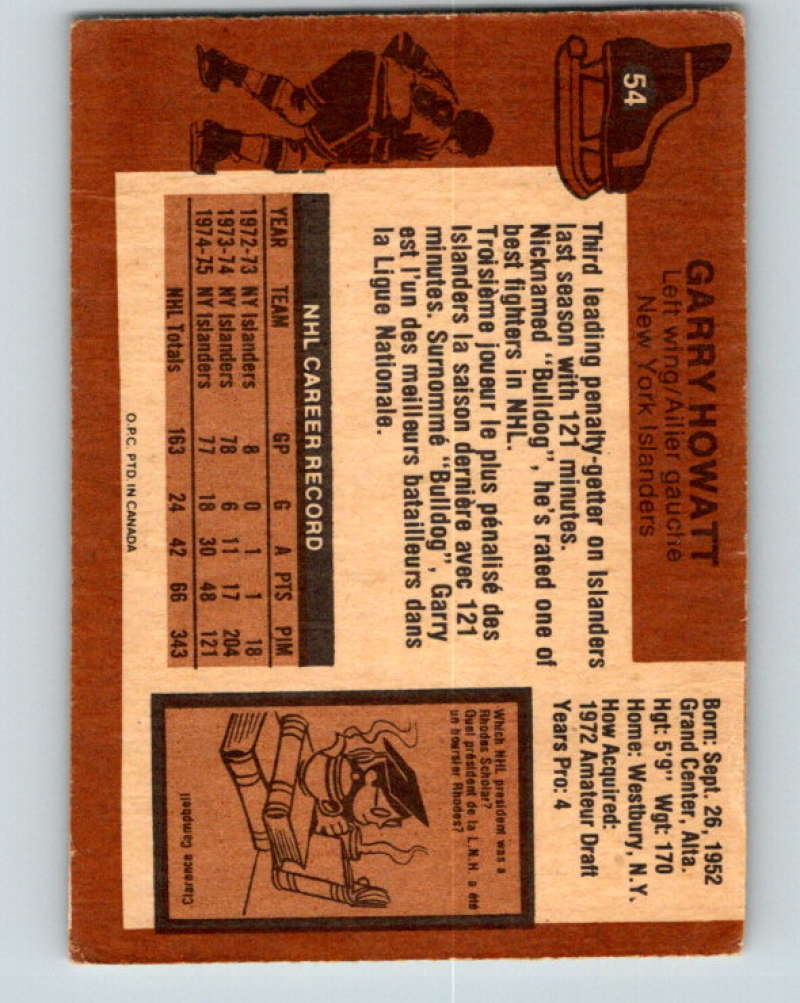 54
GARRY HOWATT
Left wing/Ailier gauche
New York Islanders
Third leading penalty-getter on Islanders
last season with 121 minutes.
Nicknamed "Bulldog", he's rated one of
best fighters in NHL.
Troisième joueur le plus pénalisé des
Islanders la saison dernière avec 121
minutes. Surnommé "Bulldog", Garry
est l'un des meilleurs batailleurs dans
la Ligue Nationale.
NHL CAREER RECORD
YEAR TEAM GP G A PTS PIM
1972-73 NY Islanders 8 0 1 1 18
1973-74 NY Islanders 78 6 11 17 204
1974-75 NY Islanders 77 18 30 48 121
NHL Totals 163 24 42 66 343
O.P.C. PTD. IN CANADA
Born: Sept. 26, 1952
Grand Center, Alta.
Hgt: 5'9" Wgt: 170
Home: Westbury, N.Y.
How Acquired:
1972 Amateur Draft
Years Pro: 4
Which NHL president was a
Rhodes Scholar?
Quel président de la L.N.H. a été
un boursier Rhodes?
Clarence Campbell